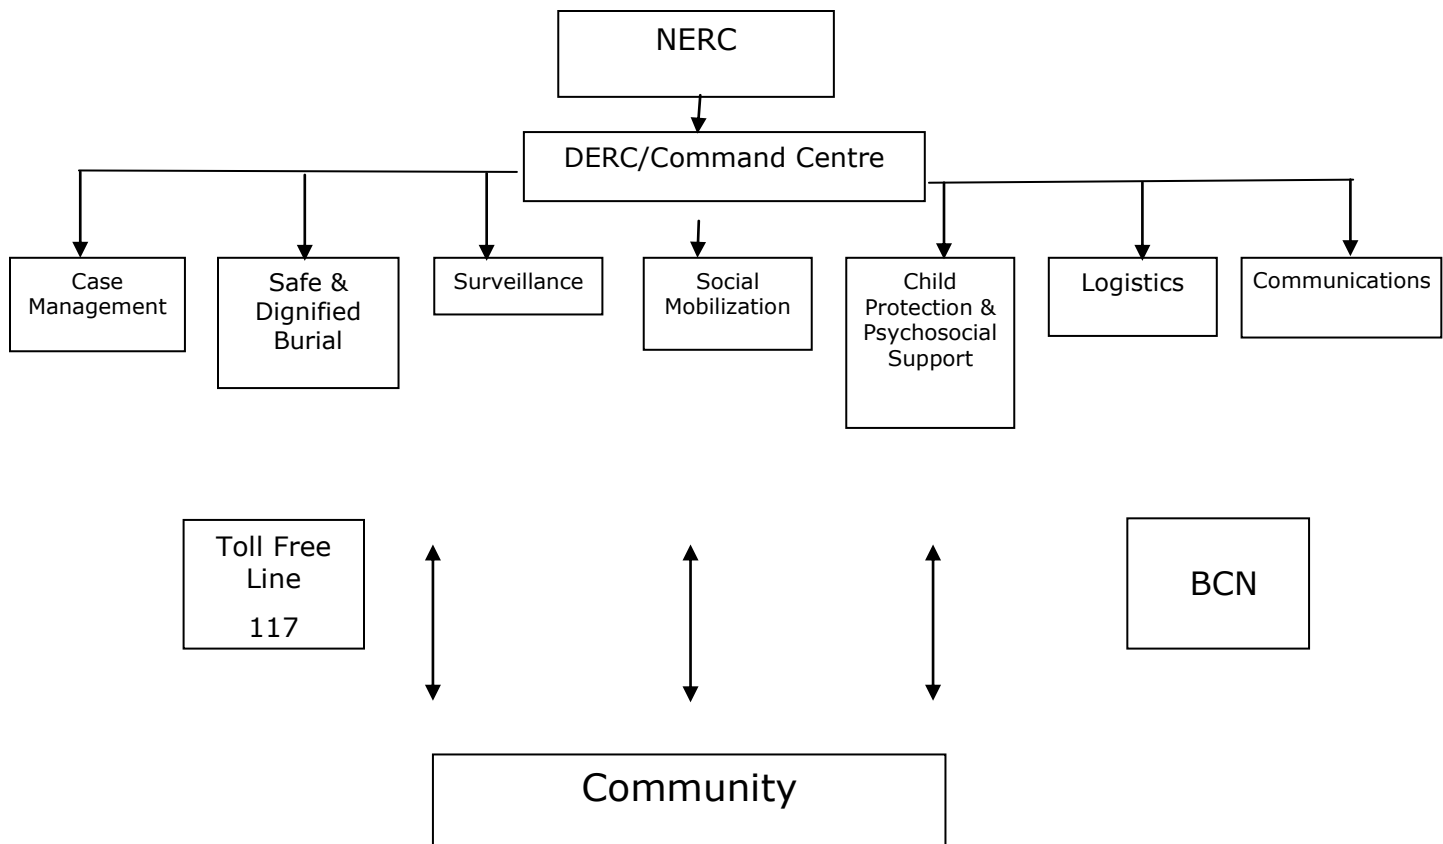 NERC
DERC/Command Centre
Case
Management
Safe &
Dignified
Burial
Surveillance
Social
Mobilization
Child
Protection &
Psychosocial
Support
Logistics
Communications
Toll Free
Line
117
BCN
Community